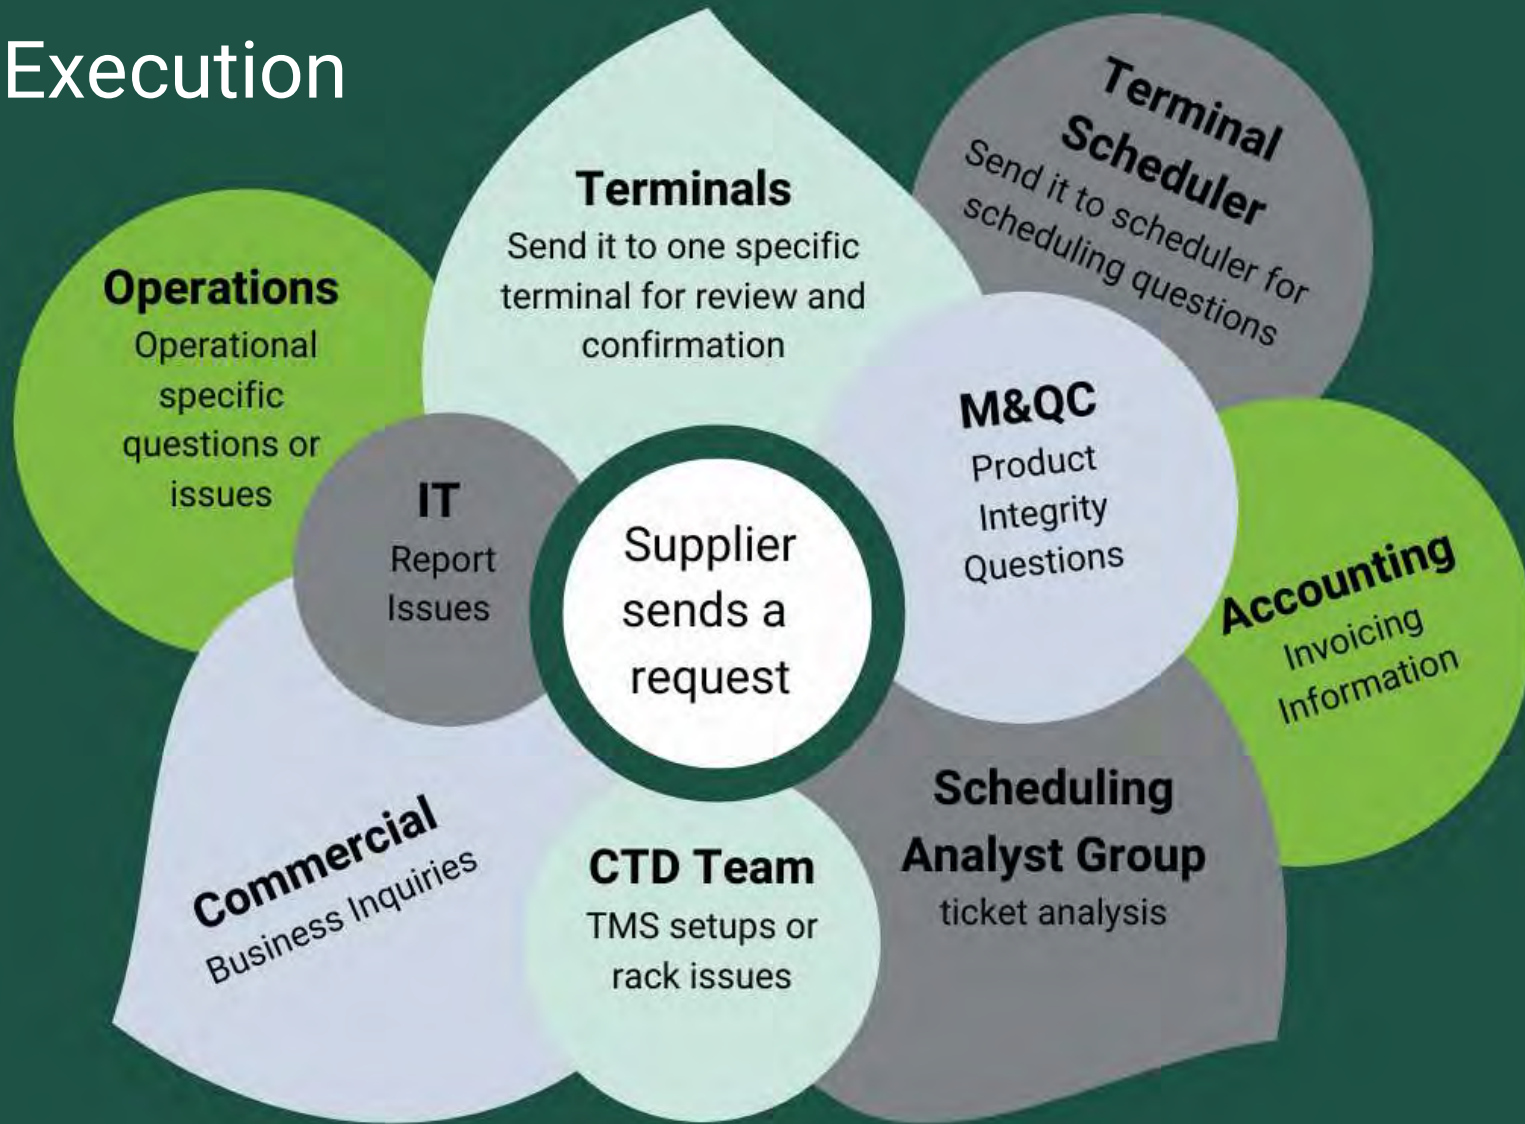 Execution
Terminals
Send it to one specific
terminal for review and
confirmation
Terminal
Scheduler
Send it to scheduler for
scheduling questions
Operations
Operational
specific
questions or
issues
IT
Report
Issues
Supplier
sends a
request
M&QC
Product
Integrity
Questions
Accounting
Invoicing
Information
Commercial
Business Inquiries
CTD Team
TMS setups or
rack issues
Scheduling
Analyst Group
ticket analysis